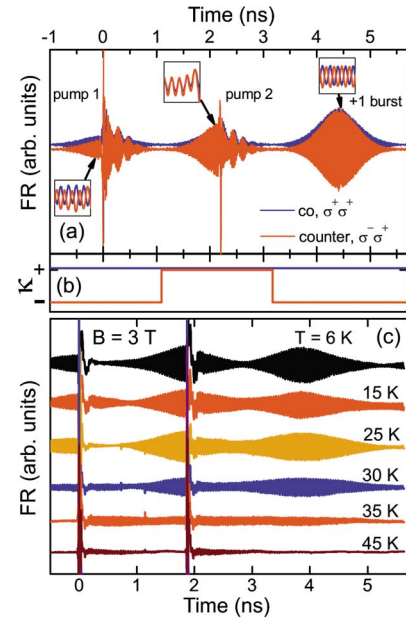 Time (ns)
-1 0 1 2 3 4 5
FR (arb. units)
pump 1
pump 2
+1 burst
(a)
co, σ⁺ σ⁺
counter, σ⁻ σ⁺
κ
+
-
(b)
B = 3 T
T = 6 K
(c)
FR (arb. units)
15 K
25 K
30 K
35 K
45 K
0 1 2 3 4 5
Time (ns)